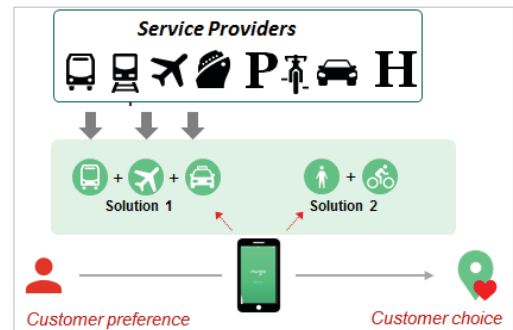 Service Providers
P H
+ + +
Solution 1 Solution 2
Customer preference Customer choice